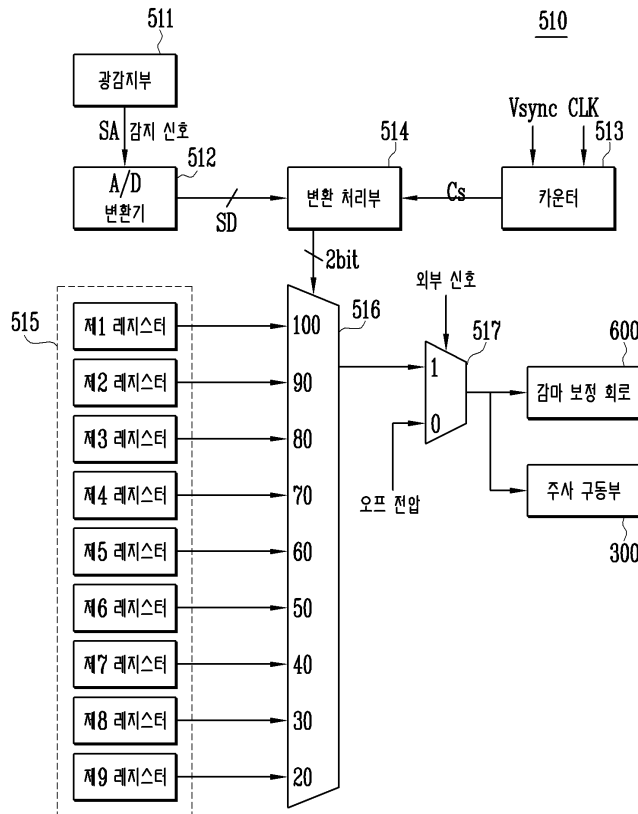 510
511
광감지부
SA 감지 신호
Vsync CLK
512
514
513
A/D
변환기
SD
변환 처리부
Cs
카운터
2bit
외부 신호
515
516
517
600
제1 레지스터
100
제2 레지스터
90
1
감마 보정 회로
제3 레지스터
80
0
제4 레지스터
70
오프 전압
주사 구동부
300
제5 레지스터
60
제6 레지스터
50
제7 레지스터
40
제8 레지스터
30
제9 레지스터
20